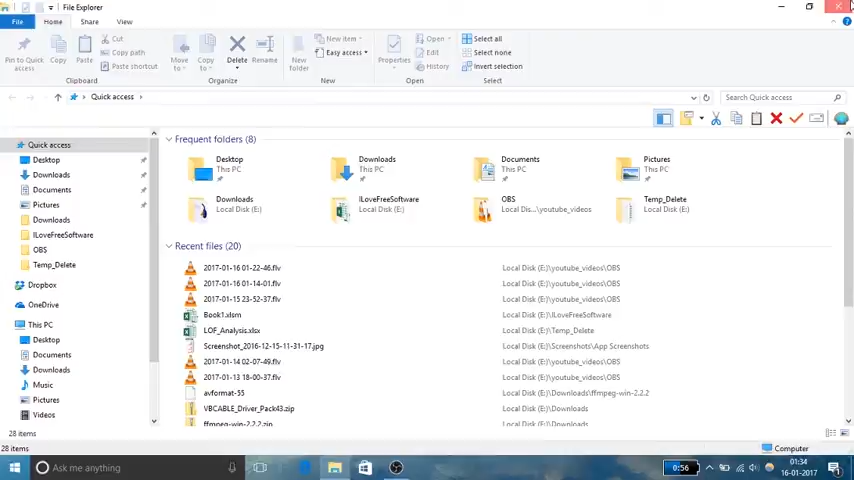 File Explorer
File Home Share View
Pin to Quick access
Copy
Paste
Cut
Copy path
Paste shortcut
Clipboard
Move to
Copy to
Delete
Rename
Organize
New folder
New item
Easy access
New
Properties
Open
Edit
History
Open
Select all
Select none
Invert selection
Select
Quick access
Search Quick access
Quick access
Desktop
Downloads
Documents
Pictures
Downloads
ILoveFreeSoftware
OBS
Temp_Delete
Dropbox
OneDrive
This PC
Desktop
Documents
Downloads
Music
Pictures
Videos
Frequent folders (8)
Desktop
This PC
Downloads
This PC
Documents
This PC
Pictures
This PC
Downloads
Local Disk (E:)
ILoveFreeSoftware
Local Disk (E:)
OBS
Local Dis...\youtube_videos
Temp_Delete
Local Disk (E:)
Recent files (20)
2017-01-16 01-22-46.flv Local Disk (E:)\youtube_videos\OBS
2017-01-16 01-14-01.flv Local Disk (E:)\youtube_videos\OBS
2017-01-15 23-52-37.flv Local Disk (E:)\youtube_videos\OBS
Book1.xlsm Local Disk (E:)\ILoveFreeSoftware
LOF_Analysis.xlsx Local Disk (E:)\Temp_Delete
Screenshot_2016-12-15-11-31-17.jpg Local Disk (E:)\Screenshots\App Screenshots
2017-01-14 02-07-49.flv Local Disk (E:)\youtube_videos\OBS
2017-01-13 18-00-37.flv Local Disk (E:)\youtube_videos\OBS
avformat-55 Local Disk (E:)\Downloads\ffmpeg-win-2.2.2
VBCABLE_Driver_Pack43.zip Local Disk (E:)\Downloads
ffmpeg-win-2.2.2.zip Local Disk (E:)\Downloads
28 items
28 items Computer
Ask me anything
0:56
01:34
16-01-2017
1